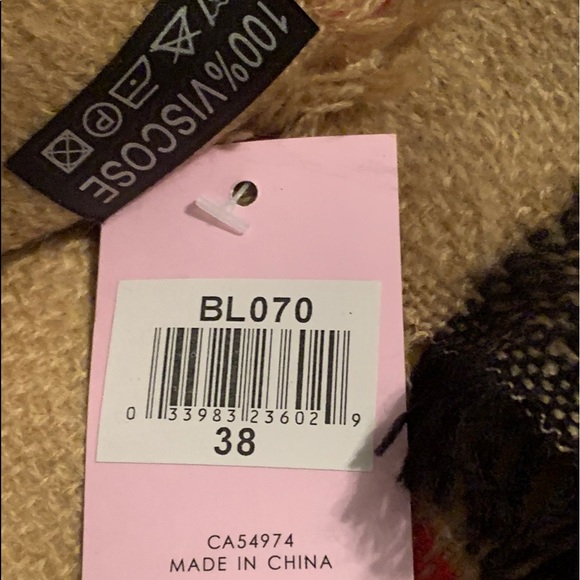 100% VISCOSE
P
BL070
0 33983 23602 9
38
CA54974
MADE IN CHINA